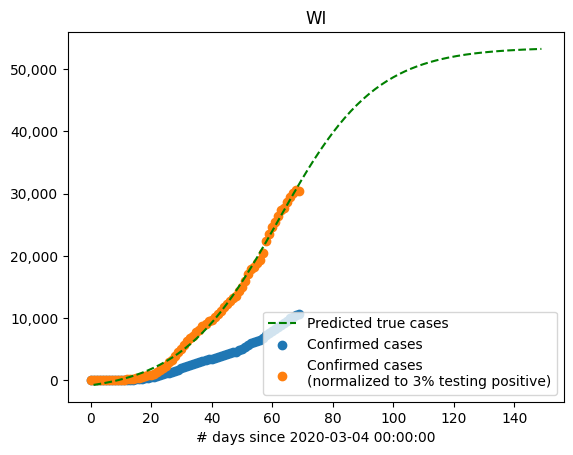 WI
50,000
40,000
30,000
20,000
10,000
0
Predicted true cases
Confirmed cases
Confirmed cases
(normalized to 3% testing positive)
0 20 40 60 80 100 120 140
# days since 2020-03-04 00:00:00